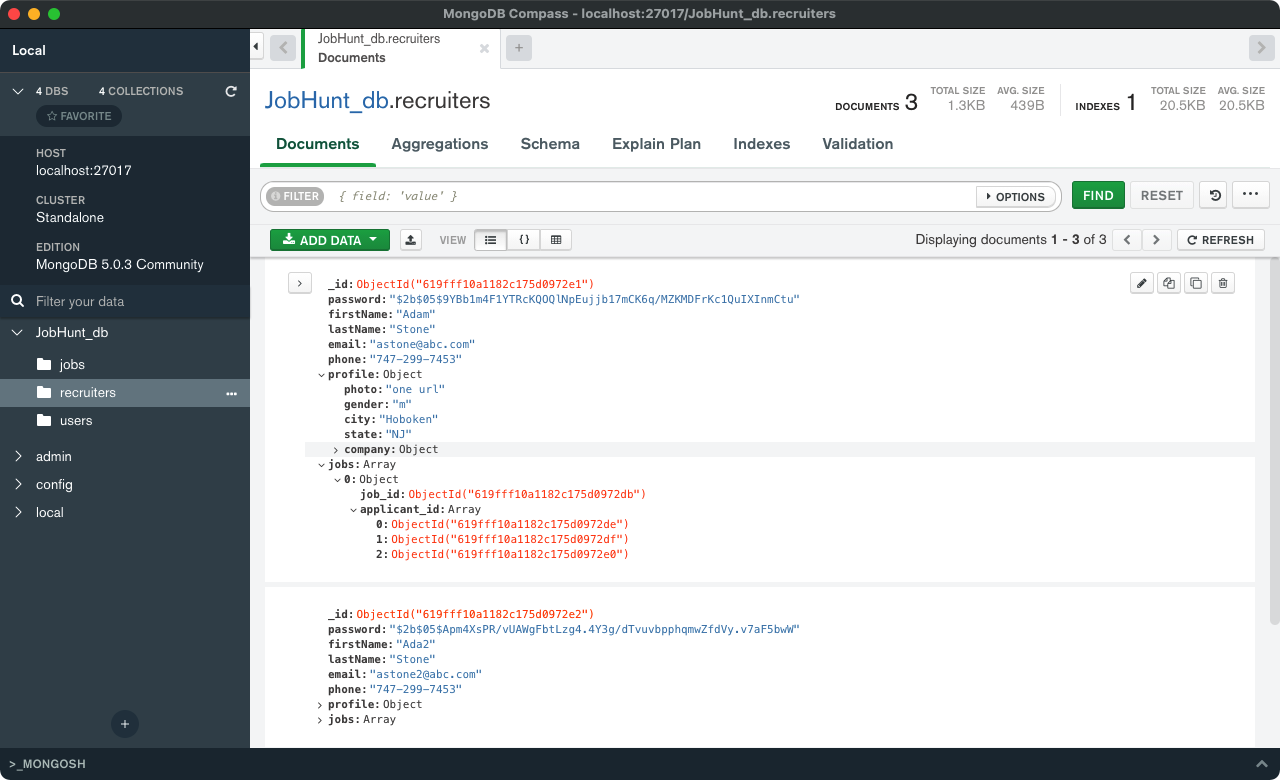 MongoDB Compass - localhost:27017/JobHunt_db.recruiters
Local
4 DBS 4 COLLECTIONS
FAVORITE
HOST
localhost:27017
CLUSTER
Standalone
EDITION
MongoDB 5.0.3 Community
Filter your data
JobHunt_db
jobs
recruiters
users
admin
config
local
JobHunt_db.recruiters
Documents
JobHunt_db.recruiters
DOCUMENTS 3 TOTAL SIZE 1.3KB AVG. SIZE 439B INDEXES 1 TOTAL SIZE 20.5KB AVG. SIZE 20.5KB
Documents Aggregations Schema Explain Plan Indexes Validation
FILTER { field: 'value' } OPTIONS FIND RESET
ADD DATA VIEW {} Displaying documents 1 - 3 of 3 REFRESH
_id: ObjectId("619fff10a1182c175d0972e1")
password: "$2b$05$9YBb1m4F1YTRcKQOQlNpEujjb17mCK6q/MZKMDFrKc1QuIXInmCtu"
firstName: "Adam"
lastName: "Stone"
email: "astone@abc.com"
phone: "747-299-7453"
profile: Object
photo: "one url"
gender: "m"
city: "Hoboken"
state: "NJ"
company: Object
jobs: Array
0: Object
job_id: ObjectId("619fff10a1182c175d0972db")
applicant_id: Array
0: ObjectId("619fff10a1182c175d0972de")
1: ObjectId("619fff10a1182c175d0972df")
2: ObjectId("619fff10a1182c175d0972e0")
_id: ObjectId("619fff10a1182c175d0972e2")
password: "$2b$05$Apm4XsPR/vUAWgFbtLzg4.4Y3g/dTvuvbpphqmwZfdVy.v7aF5bwW"
firstName: "Ada2"
lastName: "Stone"
email: "astone2@abc.com"
phone: "747-299-7453"
profile: Object
jobs: Array
>_MONGOSH